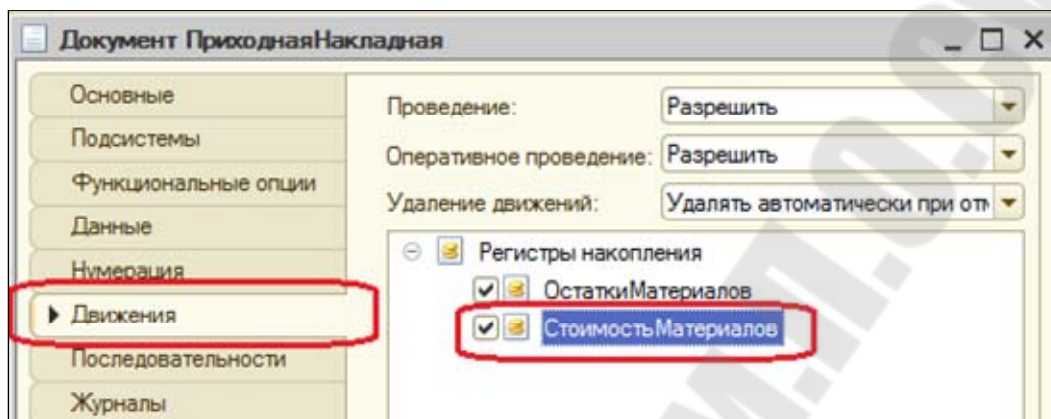 Документ ПриходнаяНакладная
Основные
Подсистемы
Функциональные опции
Данные
Нумерация
Движения
Последовательности
Журналы
Проведение: Разрешить
Оперативное проведение: Разрешить
Удаление движений: Удалять автоматически при отм
Регистры накопления
ОстаткиМатериалов
СтоимостьМатериалов